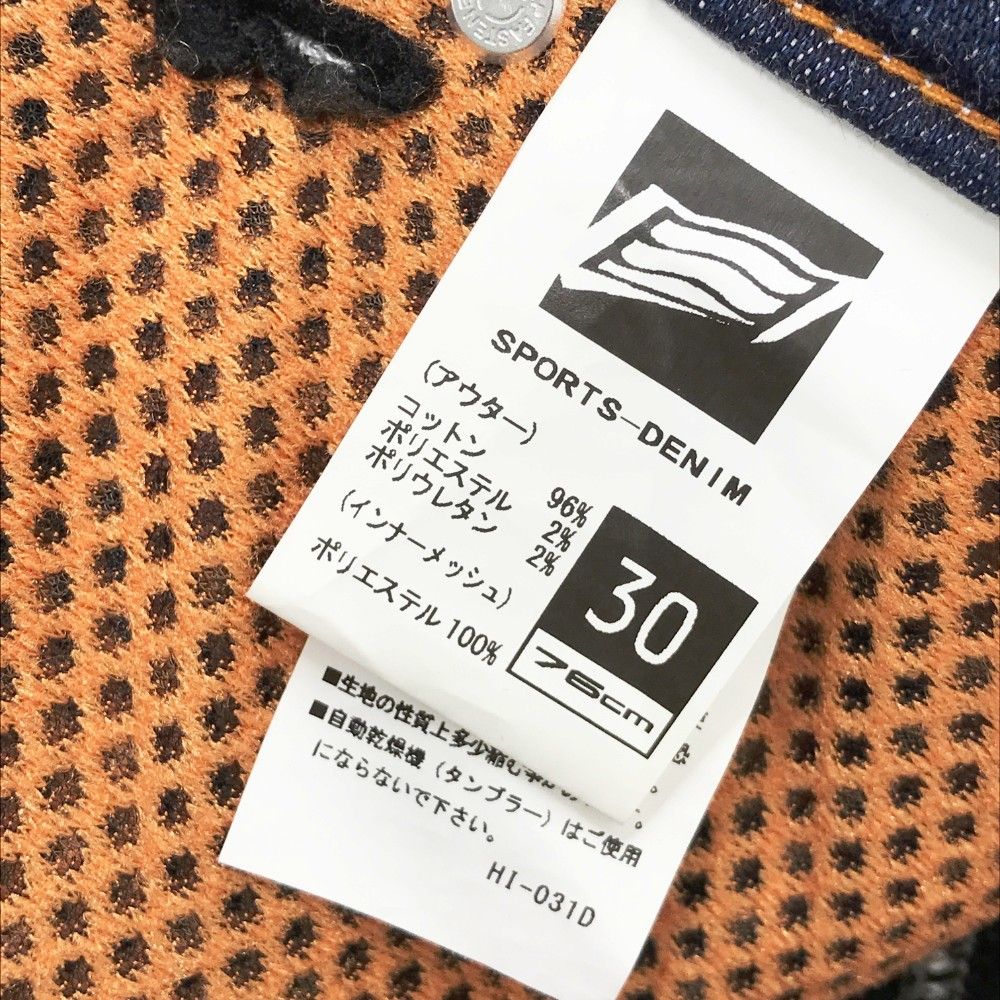 SPORTS-DENIM
(アウター)
コットン 96%
ポリエステル 2%
ポリウレタン 2%
(インナーメッシュ)
ポリエステル 100%
30
76cm
■生地の性質上多少縮む
■自動乾燥機(タンブラー)はご使用
にならないで下さい。
HI-031D